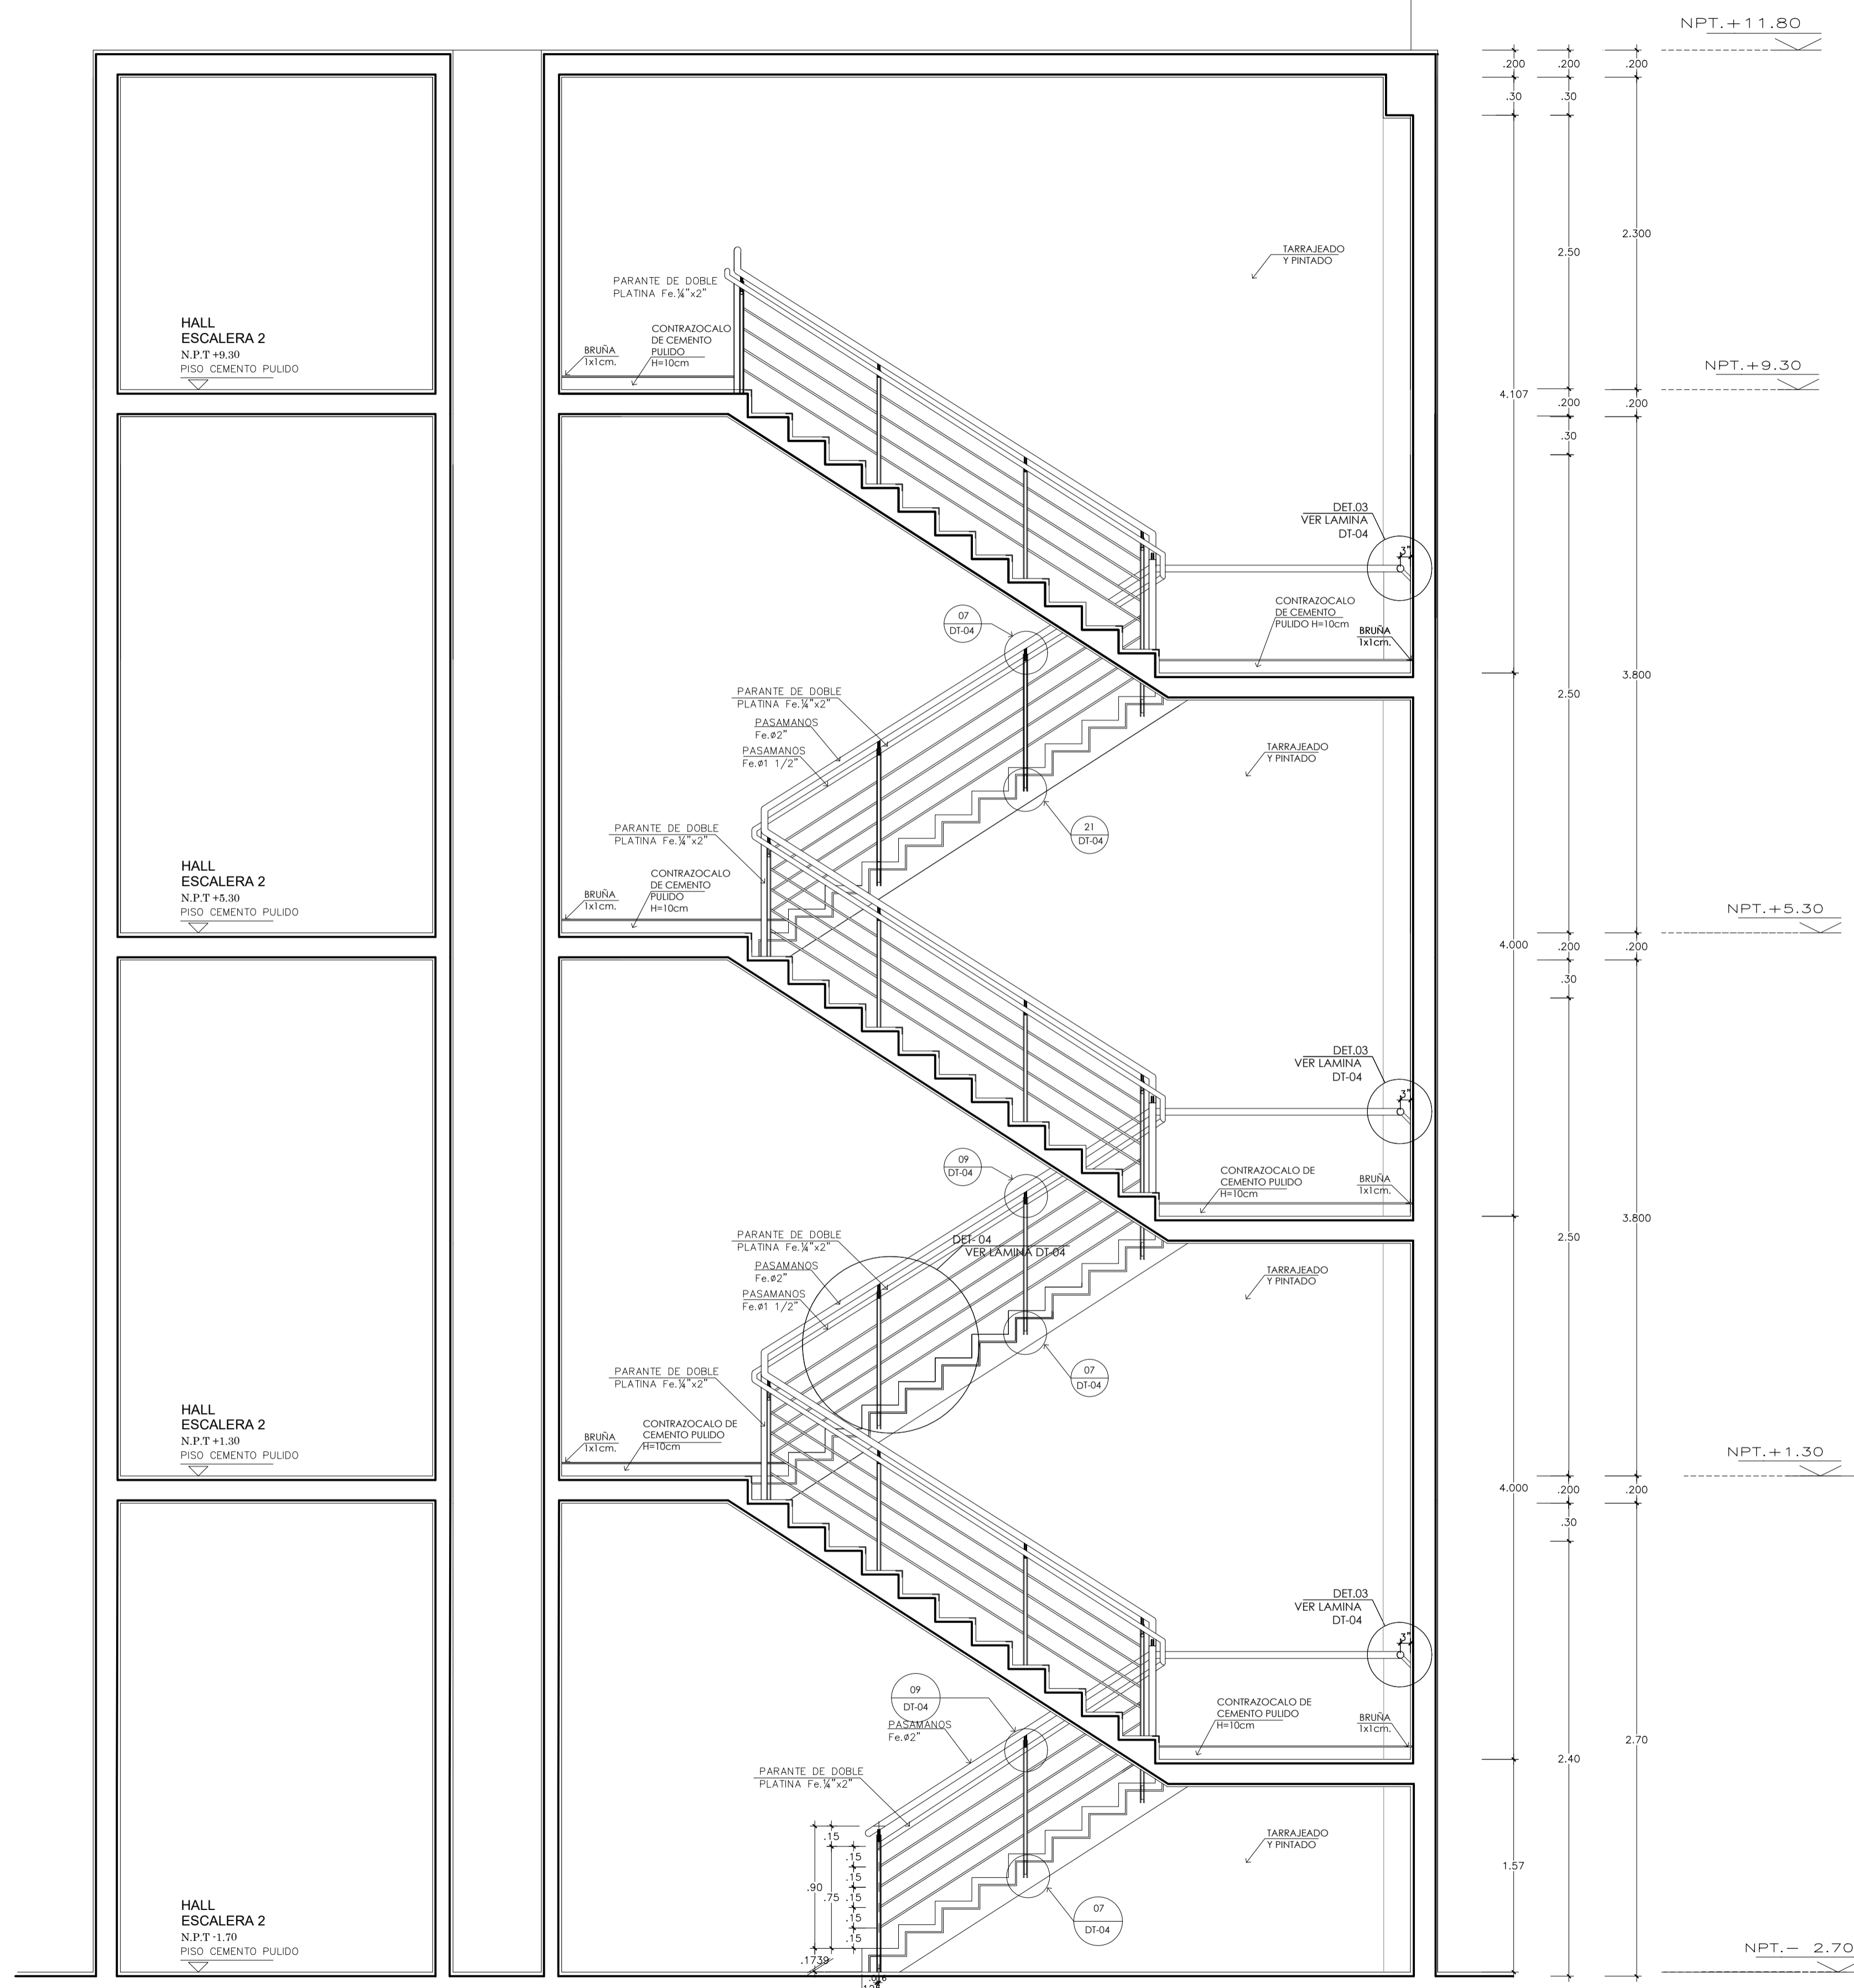 NPT.+11.80
.200
.200
.200
.30
.30
2.300
2.50
TARRAJEADO
Y PINTADO
PARANTE DE DOBLE
PLATINA Fe.¼"x2"
HALL
ESCALERA 2
N.P.T +9.30
PISO CEMENTO PULIDO
BRUÑA
1x1cm.
CONTRAZOCALO
DE CEMENTO
PULIDO
H=10cm
NPT.+9.30
4.107
.200
.200
.30
DET.03
VER LAMINA
DT-04
3"
CONTRAZOCALO
DE CEMENTO
PULIDO H=10cm
BRUÑA
1x1cm.
07
DT-04
3.800
2.50
PARANTE DE DOBLE
PLATINA Fe.¼"x2"
PASAMANOS
Fe.ø2"
PASAMANOS
Fe.ø1 1/2"
TARRAJEADO
Y PINTADO
21
DT-04
PARANTE DE DOBLE
PLATINA Fe.¼"x2"
HALL
ESCALERA 2
N.P.T +5.30
PISO CEMENTO PULIDO
BRUÑA
1x1cm.
CONTRAZOCALO
DE CEMENTO
PULIDO
H=10cm
NPT.+5.30
4.000
.200
.200
.30
DET.03
VER LAMINA
DT-04
3"
09
DT-04
CONTRAZOCALO DE
CEMENTO PULIDO
H=10cm
BRUÑA
1x1cm.
3.800
2.50
PARANTE DE DOBLE
PLATINA Fe.¼"x2"
DET- 04
VER LAMINA DT-04
PASAMANOS
Fe.ø2"
PASAMANOS
Fe.ø1 1/2"
TARRAJEADO
Y PINTADO
07
DT-04
PARANTE DE DOBLE
PLATINA Fe.¼"x2"
HALL
ESCALERA 2
N.P.T +1.30
PISO CEMENTO PULIDO
BRUÑA
1x1cm.
CONTRAZOCALO DE
CEMENTO PULIDO
H=10cm
NPT.+1.30
4.000
.200
.200
.30
DET.03
VER LAMINA
DT-04
3"
09
DT-04
PASAMANOS
Fe.ø2"
CONTRAZOCALO DE
CEMENTO PULIDO
H=10cm
BRUÑA
1x1cm.
2.70
2.40
PARANTE DE DOBLE
PLATINA Fe.¼"x2"
TARRAJEADO
Y PINTADO
1.57
.15
.15
.15
.90
.75
.15
.15
.15
.1739
07
DT-04
HALL
ESCALERA 2
N.P.T -1.70
PISO CEMENTO PULIDO
NPT.- 2.70